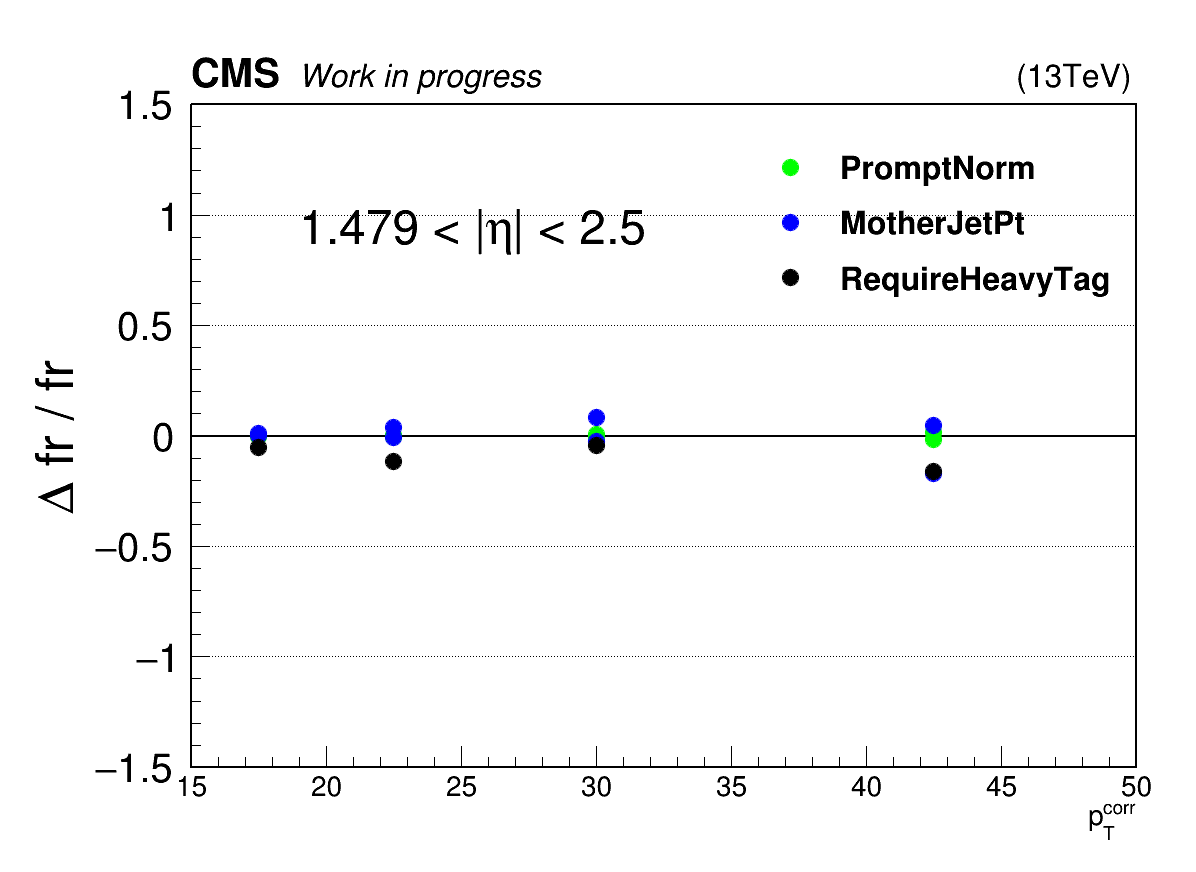 CMS Work in progress (13TeV)
1.5
1
0.5
0
−0.5
−1
−1.5
Δ fr / fr
1.479 < |η| < 2.5
PromptNorm
MotherJetPt
RequireHeavyTag
15 20 25 30 35 40 45 50
p_T^corr